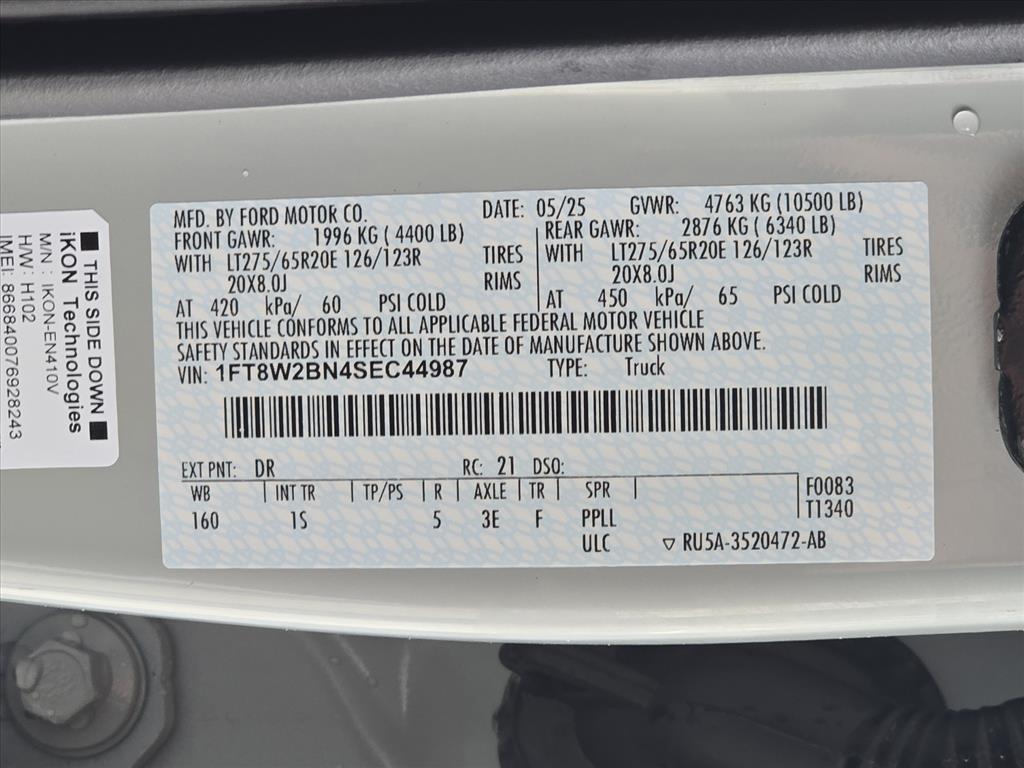 THIS SIDE DOWN
iKON Technologies
M/N : IKON-EN410V
H/W: H102
IMEI: 866840076928243
MFD. BY FORD MOTOR CO. DATE: 05/25 GVWR: 4763 KG (10500 LB)
FRONT GAWR: 1996 KG ( 4400 LB) REAR GAWR: 2876 KG ( 6340 LB)
WITH LT275/65R20E 126/123R TIRES WITH LT275/65R20E 126/123R TIRES
20X8.0J RIMS 20X8.0J RIMS
AT 420 kPa/ 60 PSI COLD AT 450 kPa/ 65 PSI COLD
THIS VEHICLE CONFORMS TO ALL APPLICABLE FEDERAL MOTOR VEHICLE
SAFETY STANDARDS IN EFFECT ON THE DATE OF MANUFACTURE SHOWN ABOVE.
VIN: 1FT8W2BN4SEC44987 TYPE: Truck
EXT PNT: DR RC: 21 DSO:
WB INT TR TP/PS R AXLE TR SPR F0083
160 1S 5 3E F PPLL T1340
ULC RU5A-3520472-AB